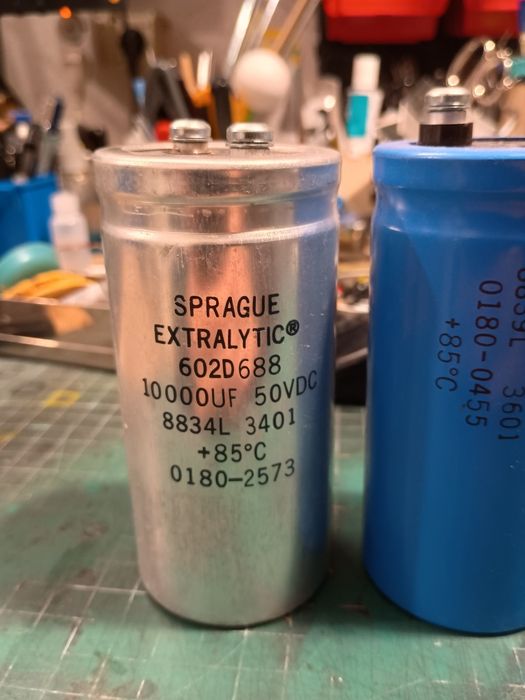 SPRAGUE
EXTRALYTIC®
602D688
10000UF 50VDC
8834L 3401
+85°C
0180-2573
3601
0180-0455
+85°C